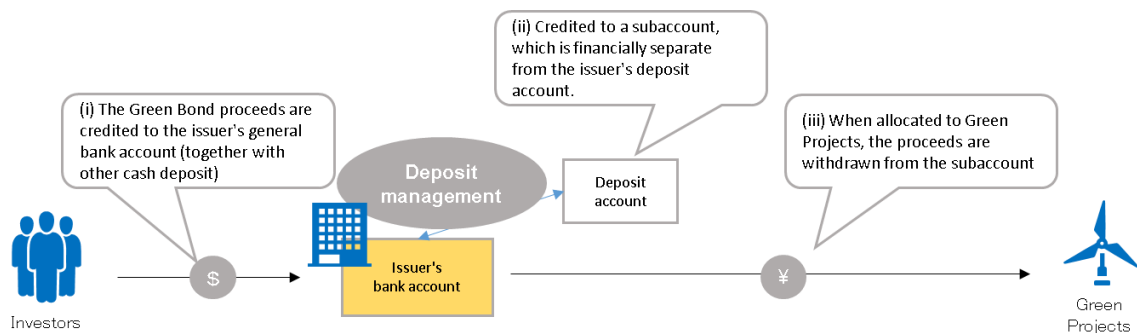 (i) The Green Bond proceeds are
credited to the issuer's general
bank account (together with
other cash deposit)
(ii) Credited to a subaccount,
which is financially separate
from the issuer's deposit
account.
(iii) When allocated to Green
Projects, the proceeds are
withdrawn from the subaccount
Deposit
management
Deposit
account
Investors
$
Issuer's
bank account
¥
Green
Projects